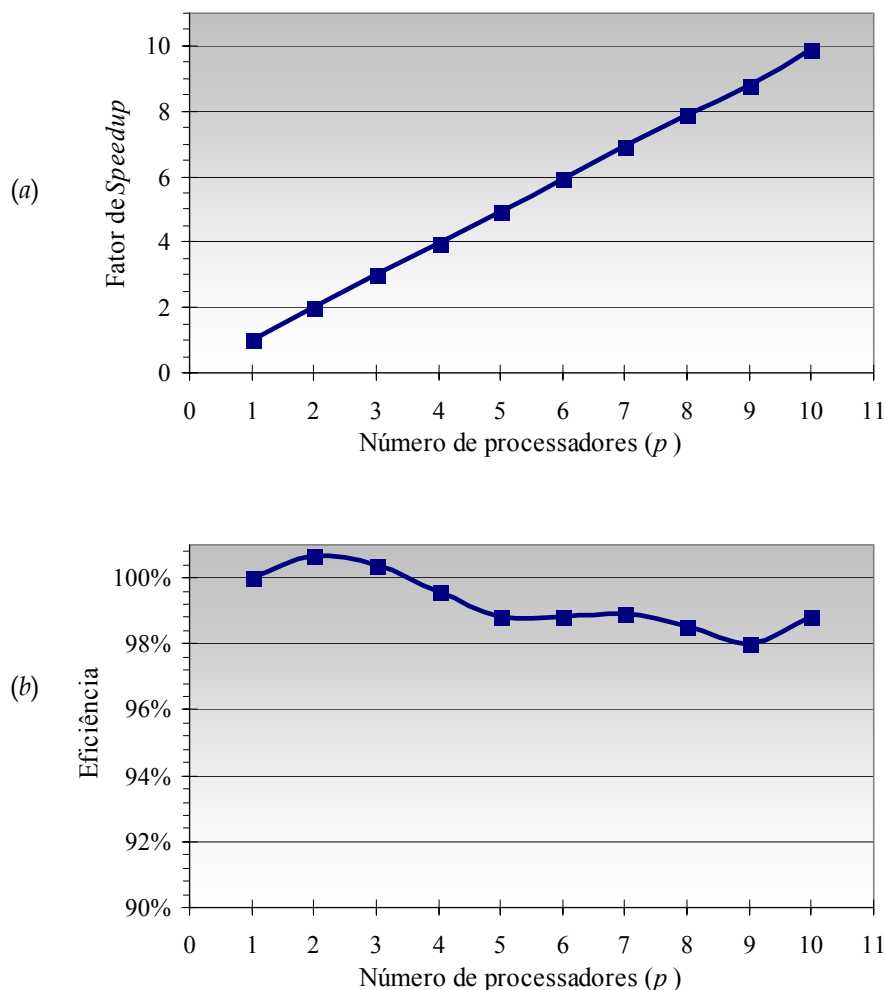 (a)
Fator de Speedup
10
8
6
4
2
0
0 1 2 3 4 5 6 7 8 9 10 11
Número de processadores (p )
(b)
Eficiência
100%
98%
96%
94%
92%
90%
0 1 2 3 4 5 6 7 8 9 10 11
Número de processadores (p )